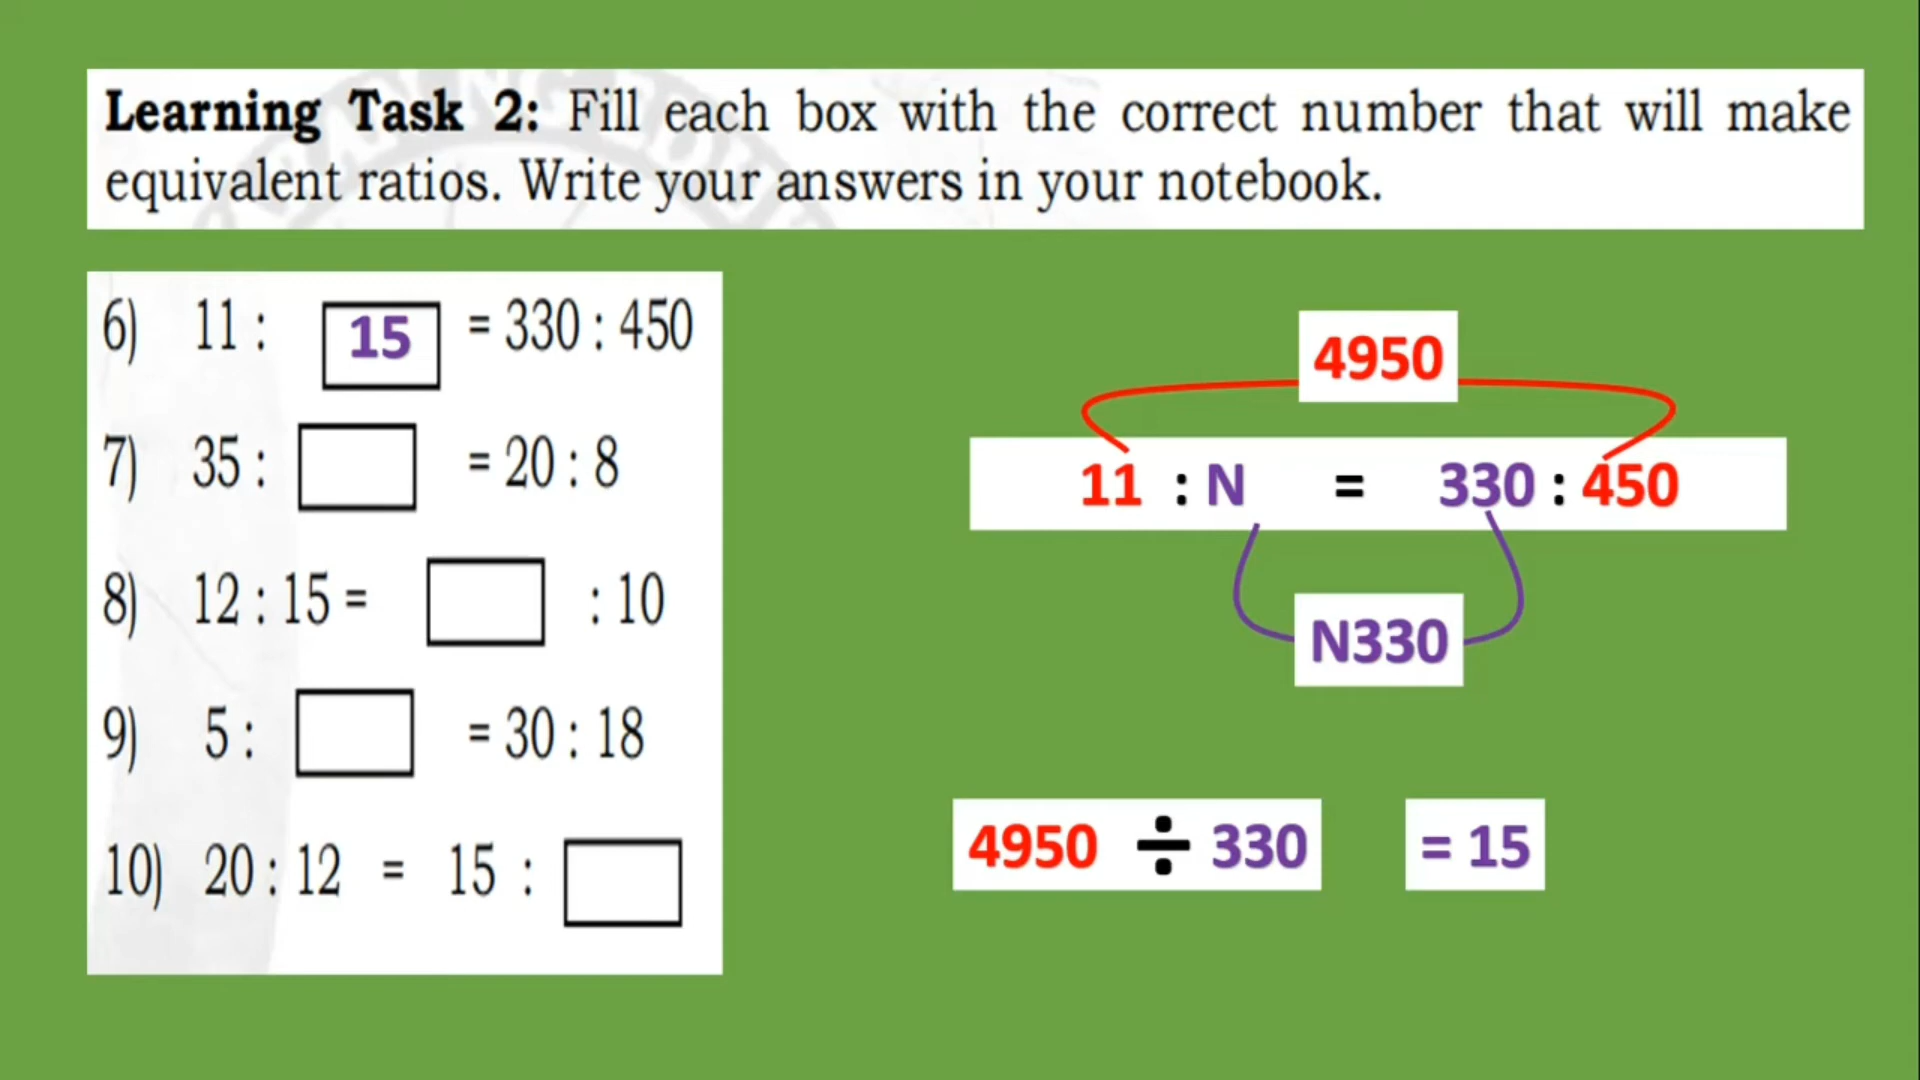 Learning Task 2: Fill each box with the correct number that will make
equivalent ratios. Write your answers in your notebook.
6) 11 : 15 = 330 : 450
7) 35 : = 20 : 8
8) 12 : 15 = : 10
9) 5 : = 30 : 18
10) 20 : 12 = 15 :
4950
11 : N = 330 : 450
N330
4950 ÷ 330 = 15